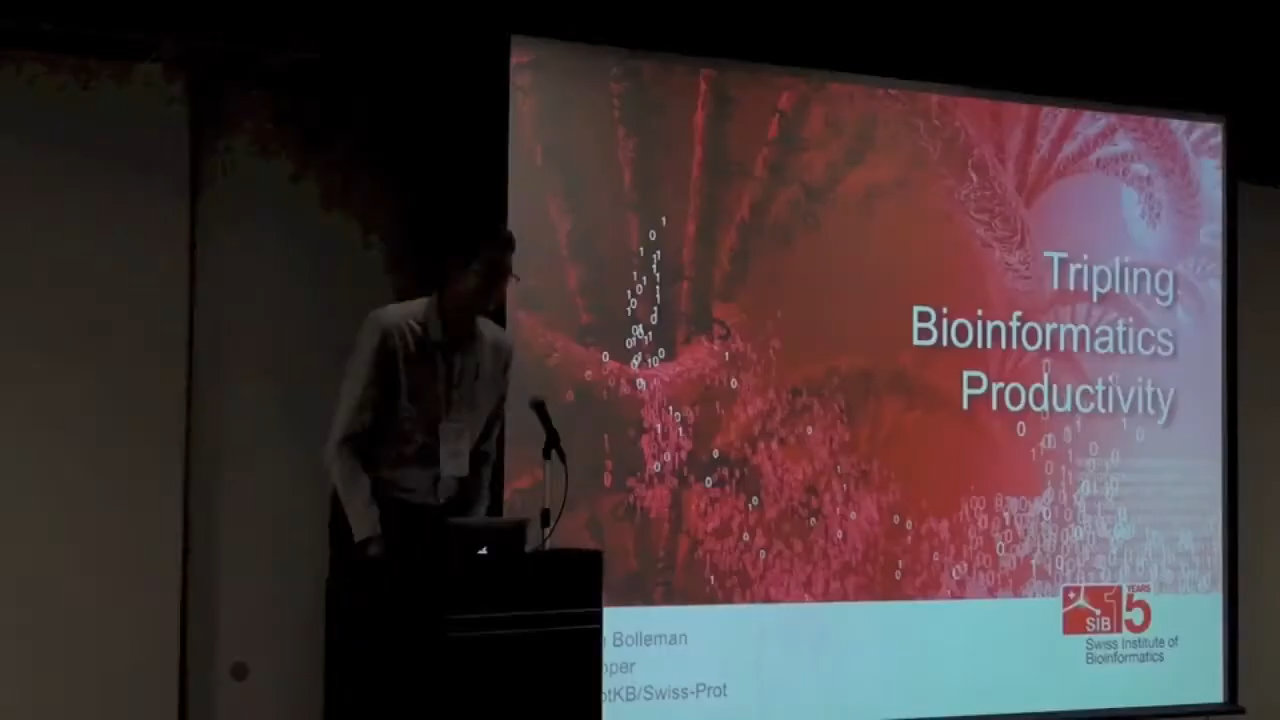 Tripling
Bioinformatics
Productivity
Bolleman
oper
otKB/Swiss-Prot
SIB
15
YEARS
Swiss Institute of
Bioinformatics